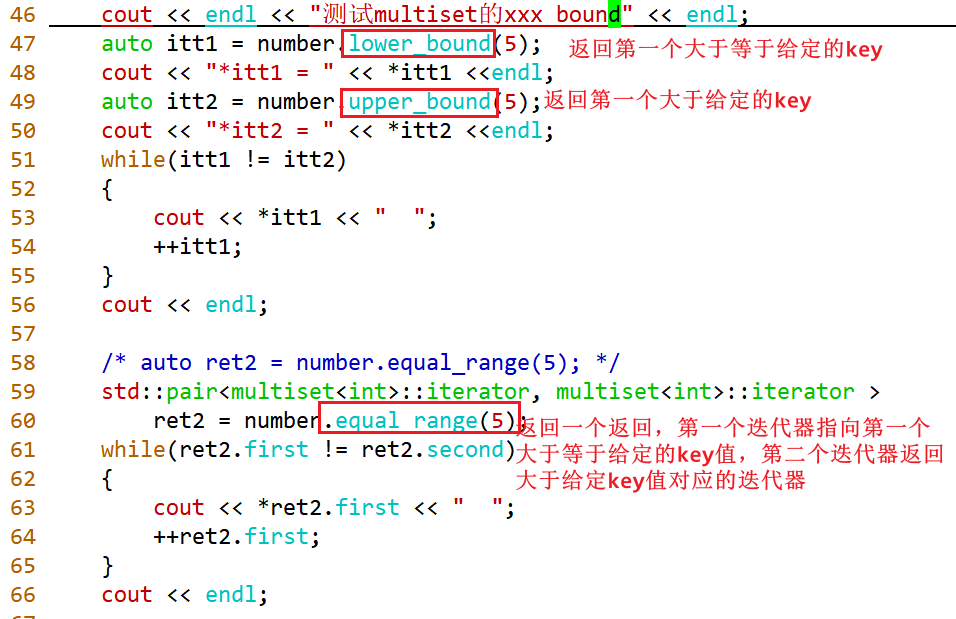 46 cout << endl << "测试multiset的xxx bound" << endl;
47 auto itt1 = number.lower_bound(5); 返回第一个大于等于给定的key
48 cout << "*itt1 = " << *itt1 <<endl;
49 auto itt2 = number.upper_bound(5); 返回第一个大于给定的key
50 cout << "*itt2 = " << *itt2 <<endl;
51 while(itt1 != itt2)
52 {
53 cout << *itt1 << "  ";
54 ++itt1;
55 }
56 cout << endl;
57
58 /* auto ret2 = number.equal_range(5); */
59 std::pair<multiset<int>::iterator, multiset<int>::iterator >
60 ret2 = number.equal_range(5); 返回一个返回，第一个迭代器指向第一个
61 while(ret2.first != ret2.second) 大于等于给定的key值，第二个迭代器返回
62 { 大于给定key值对应的迭代器
63 cout << *ret2.first << "  ";
64 ++ret2.first;
65 }
66 cout << endl;